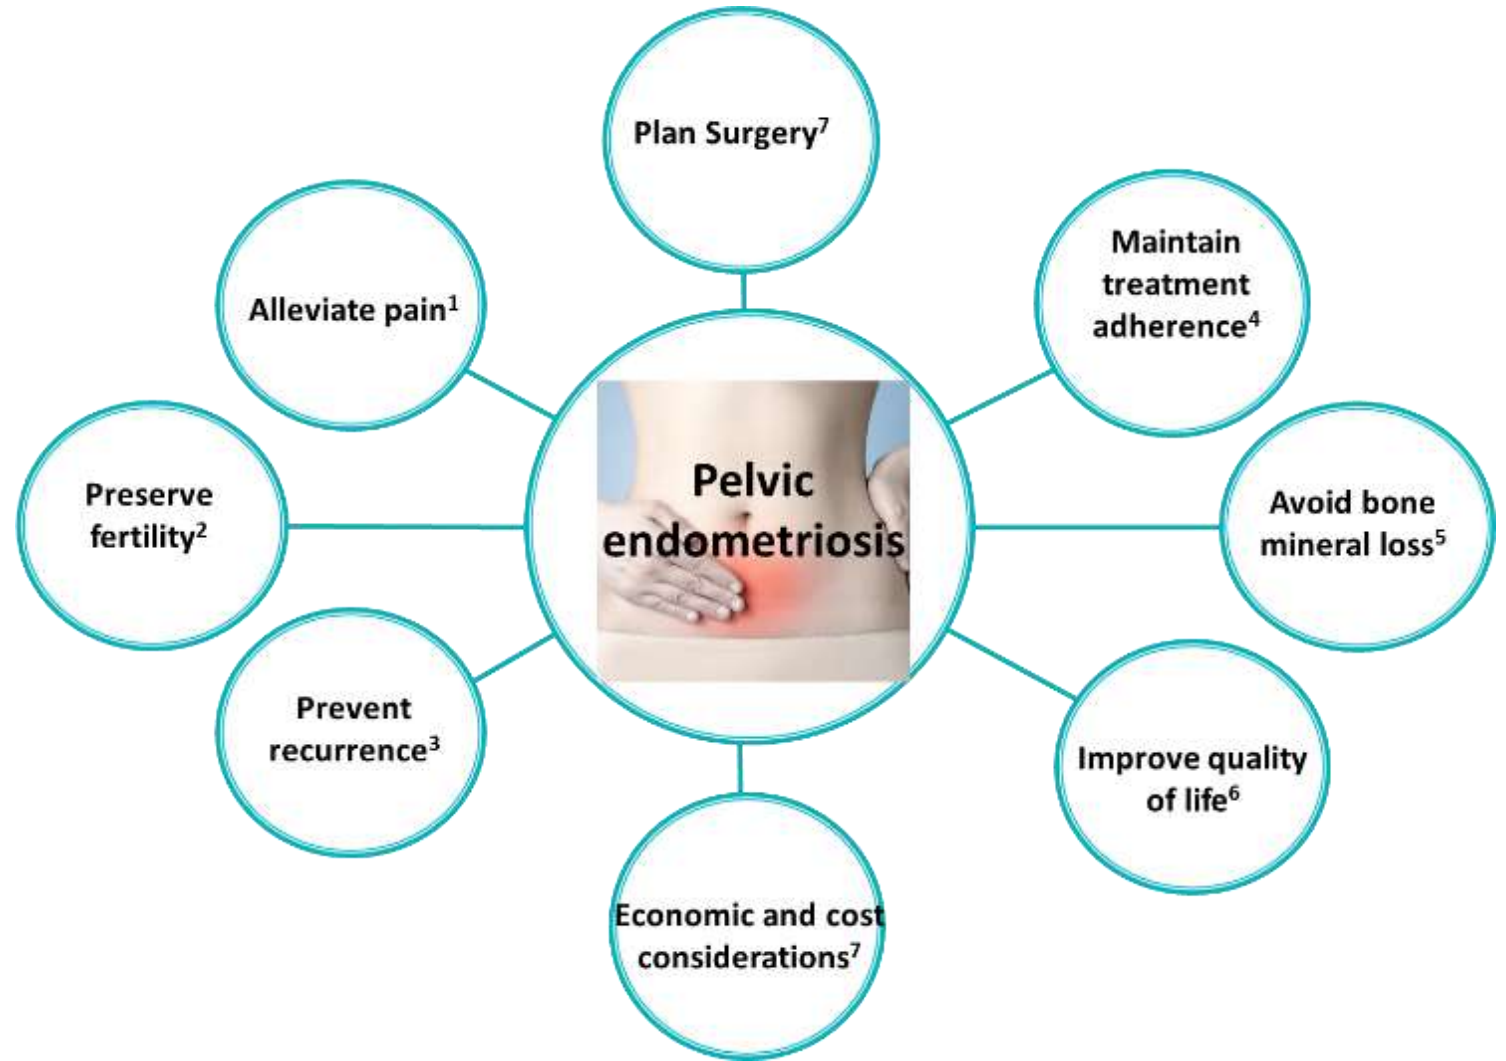 Plan Surgery⁷
Maintain
treatment
adherence⁴
Alleviate pain¹
Pelvic
endometriosis
Preserve
fertility²
Avoid bone
mineral loss⁵
Prevent
recurrence³
Improve quality
of life⁶
Economic and cost
considerations⁷